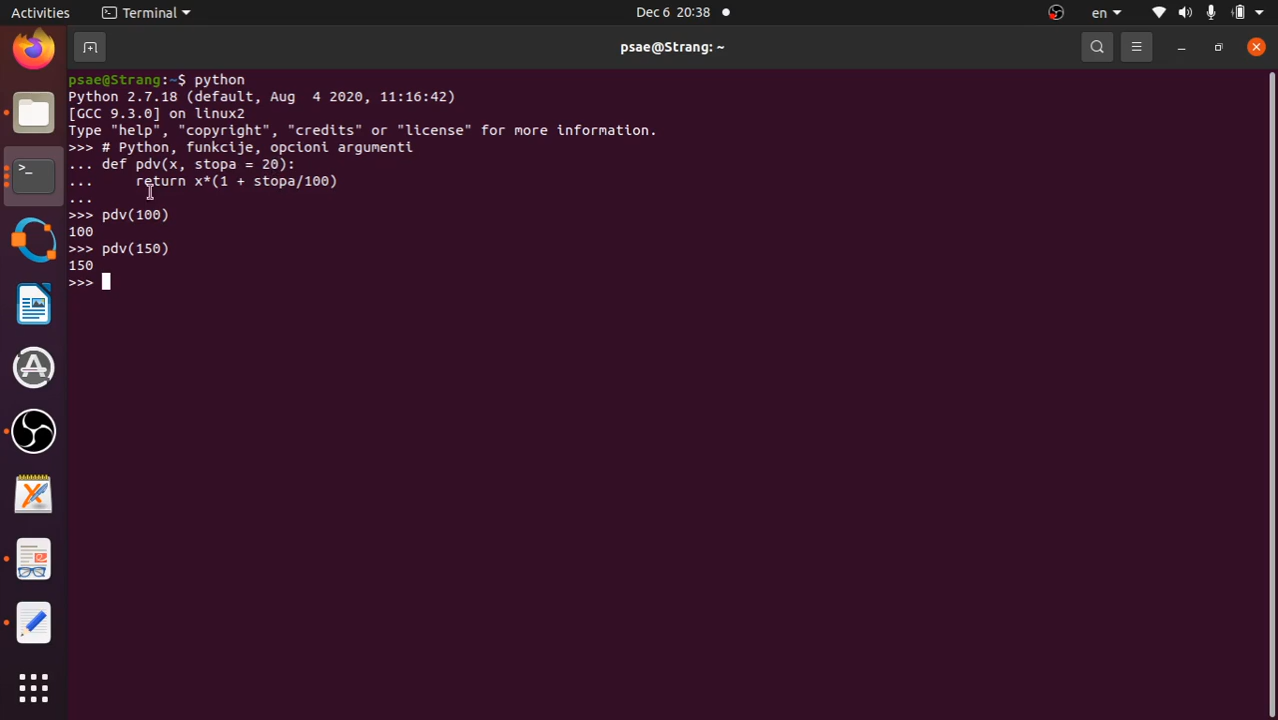 Activities Terminal Dec 6 20:38 en
psae@Strang: ~
psae@Strang:~$ python
Python 2.7.18 (default, Aug  4 2020, 11:16:42)
[GCC 9.3.0] on linux2
Type "help", "copyright", "credits" or "license" for more information.
>>> # Python, funkcije, opcioni argumenti
... def pdv(x, stopa = 20):
...     return x*(1 + stopa/100)
...
>>> pdv(100)
100
>>> pdv(150)
150
>>>